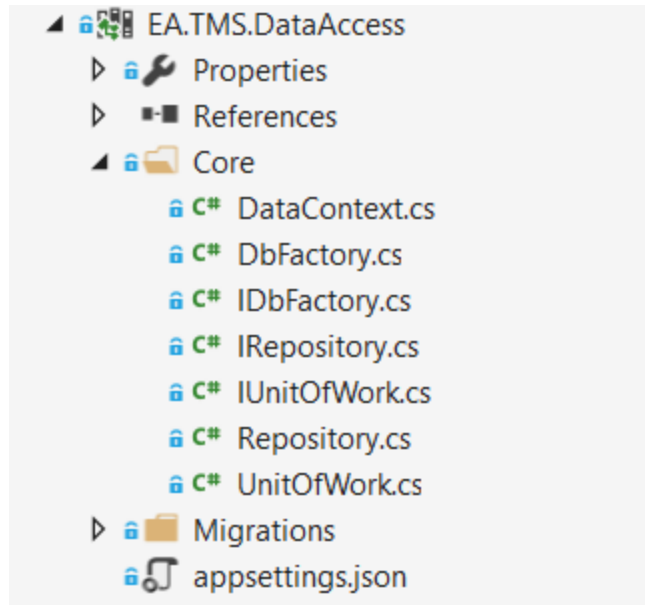 EA.TMS.DataAccess
Properties
References
Core
C# DataContext.cs
C# DbFactory.cs
C# IDbFactory.cs
C# IRepository.cs
C# IUnitOfWork.cs
C# Repository.cs
C# UnitOfWork.cs
Migrations
appsettings.json